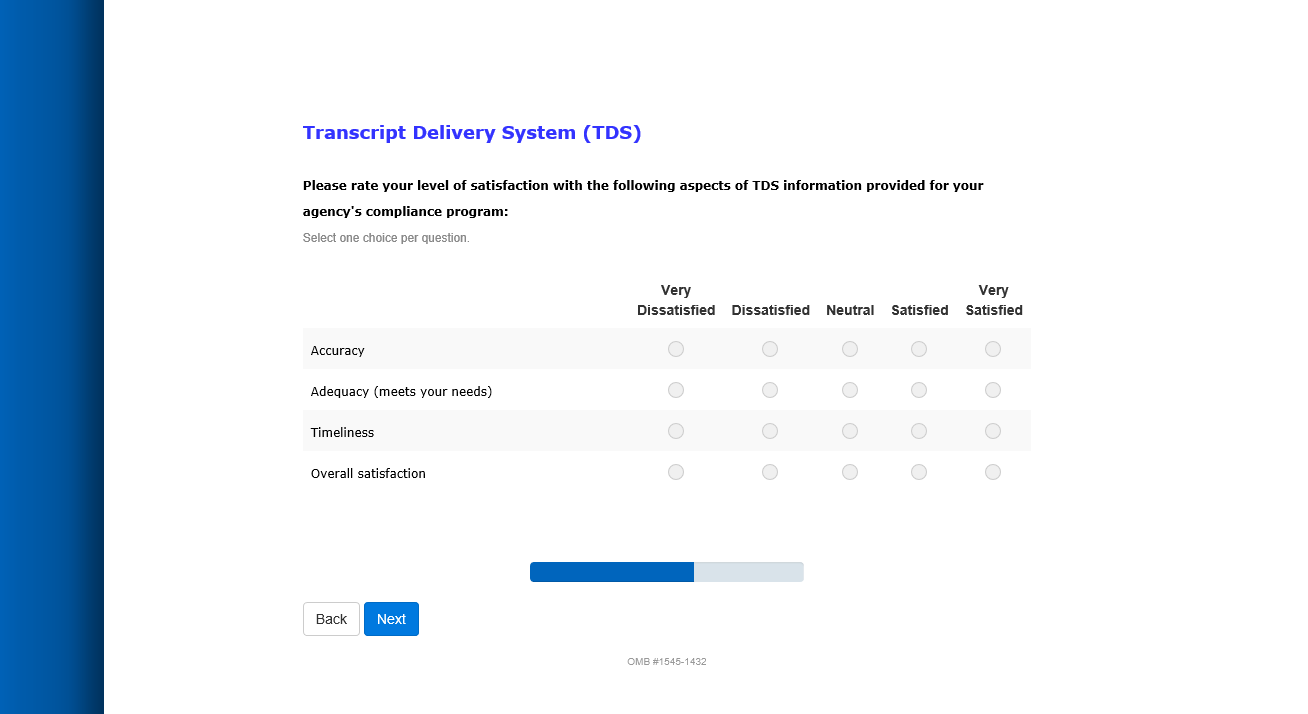 Transcript Delivery System (TDS)
Please rate your level of satisfaction with the following aspects of TDS information provided for your
agency's compliance program:
Select one choice per question.
Very Dissatisfied Dissatisfied Neutral Satisfied Very Satisfied
Accuracy
Adequacy (meets your needs)
Timeliness
Overall satisfaction
Back Next
OMB #1545-1432